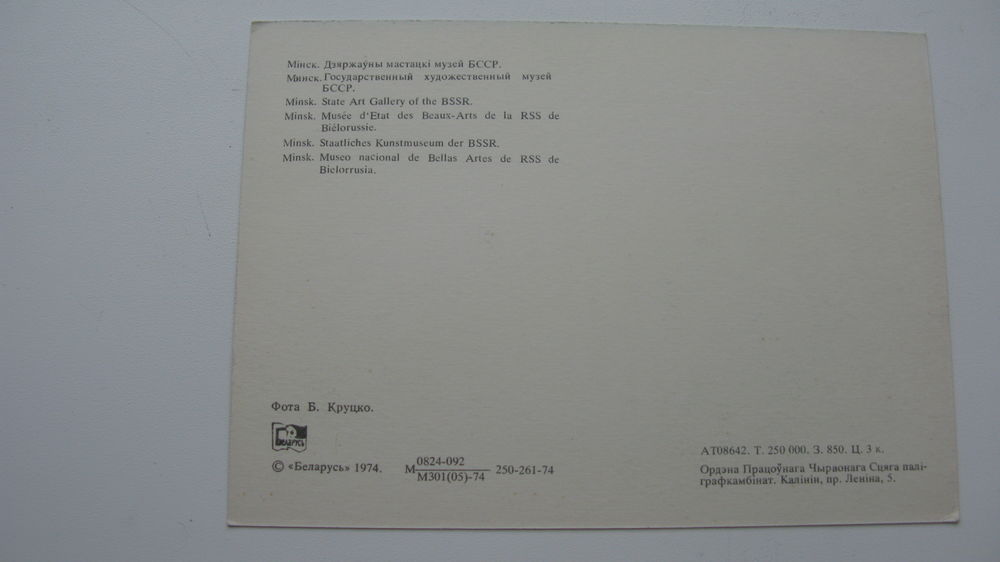 Мінск. Дзяржаўны мастацкі музей БССР.
Минск. Государственный художественный музей
БССР.
Minsk. State Art Gallery of the BSSR.
Minsk. Musée d'Etat des Beaux-Arts de la RSS de
Biélorussie.
Minsk. Staatliches Kunstmuseum der BSSR.
Minsk. Museo nacional de Bellas Artes de RSS de
Bielorrusia.
Фота Б. Круцко.
БЕЛАРУСЬ
© «Беларусь» 1974.
М 0824-092 250-261-74
М301(05)-74
АТ08642. Т. 250 000. З. 850. Ц. 3 к.
Ордэна Працоўнага Чырвонага Сцяга палі-
графкамбінат. Калінін, пр. Леніна, 5.